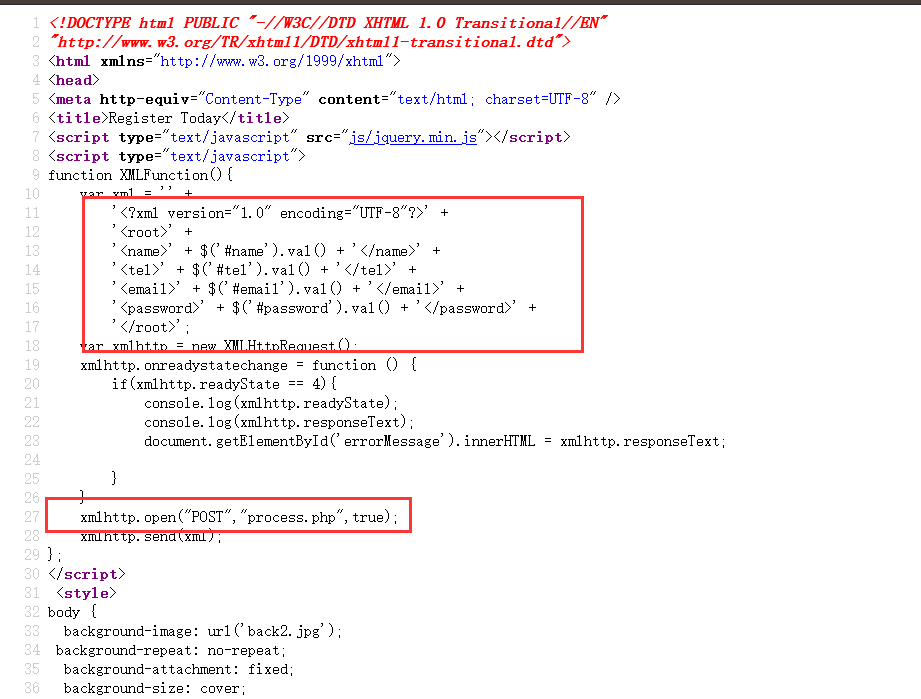 1 <!DOCTYPE html PUBLIC "-//W3C//DTD XHTML 1.0 Transitional//EN"
2 "http://www.w3.org/TR/xhtml1/DTD/xhtml1-transitional.dtd">
3 <html xmlns="http://www.w3.org/1999/xhtml">
4 <head>
5 <meta http-equiv="Content-Type" content="text/html; charset=UTF-8" />
6 <title>Register Today</title>
7 <script type="text/javascript" src="js/jquery.min.js"></script>
8 <script type="text/javascript">
9 function XMLFunction(){
10     var xml = '' +
11         '<?xml version="1.0" encoding="UTF-8"?>' +
12         '<root>' +
13         '<name>' + $('#name').val() + '</name>' +
14         '<tel>' + $('#tel').val() + '</tel>' +
15         '<email>' + $('#email').val() + '</email>' +
16         '<password>' + $('#password').val() + '</password>' +
17         '</root>';
18     var xmlhttp = new XMLHttpRequest();
19     xmlhttp.onreadystatechange = function () {
20         if(xmlhttp.readyState == 4){
21             console.log(xmlhttp.readyState);
22             console.log(xmlhttp.responseText);
23             document.getElementById('errorMessage').innerHTML = xmlhttp.responseText;
24
25         }
26     }
27     xmlhttp.open("POST","process.php",true);
28     xmlhttp.send(xml);
29 };
30 </script>
31  <style>
32 body {
33   background-image: url('back2.jpg');
34  background-repeat: no-repeat;
35   background-attachment: fixed;
36   background-size: cover;